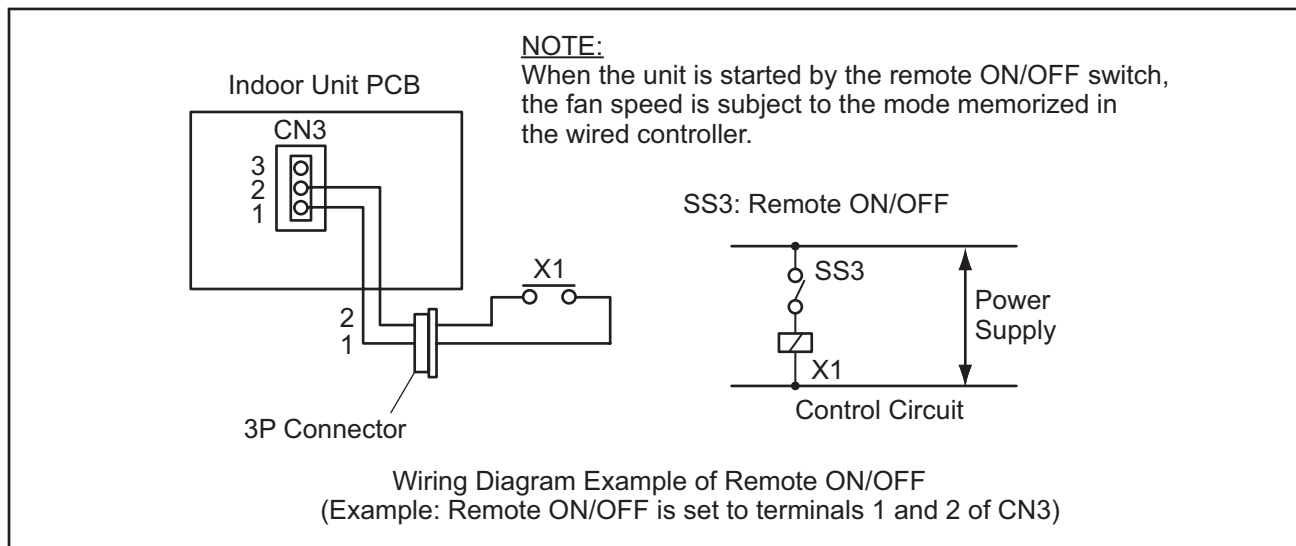 NOTE:
When the unit is started by the remote ON/OFF switch,
the fan speed is subject to the mode memorized in
the wired controller.
Indoor Unit PCB
CN3
3
2
1
X1
2
1
3P Connector
SS3: Remote ON/OFF
SS3
Power
Supply
X1
Control Circuit
Wiring Diagram Example of Remote ON/OFF
(Example: Remote ON/OFF is set to terminals 1 and 2 of CN3)